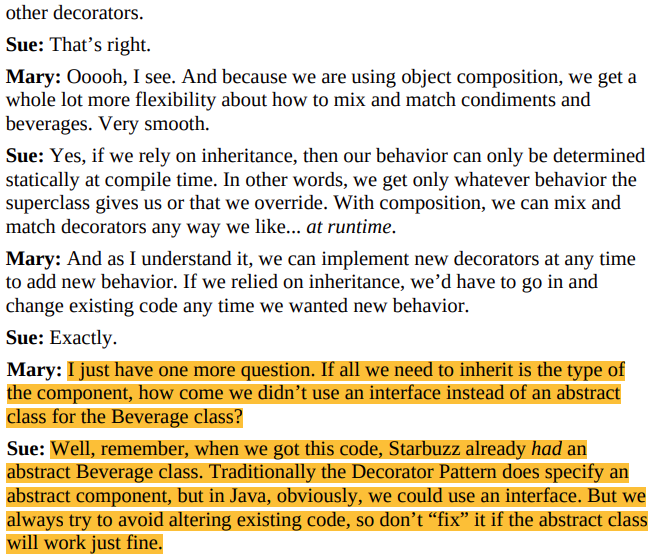 other decorators.
Sue: That’s right.
Mary: Ooooh, I see. And because we are using object composition, we get a
whole lot more flexibility about how to mix and match condiments and
beverages. Very smooth.
Sue: Yes, if we rely on inheritance, then our behavior can only be determined
statically at compile time. In other words, we get only whatever behavior the
superclass gives us or that we override. With composition, we can mix and
match decorators any way we like... at runtime.
Mary: And as I understand it, we can implement new decorators at any time
to add new behavior. If we relied on inheritance, we’d have to go in and
change existing code any time we wanted new behavior.
Sue: Exactly.
Mary: I just have one more question. If all we need to inherit is the type of
the component, how come we didn’t use an interface instead of an abstract
class for the Beverage class?
Sue: Well, remember, when we got this code, Starbuzz already had an
abstract Beverage class. Traditionally the Decorator Pattern does specify an
abstract component, but in Java, obviously, we could use an interface. But we
always try to avoid altering existing code, so don’t “fix” it if the abstract class
will work just fine.